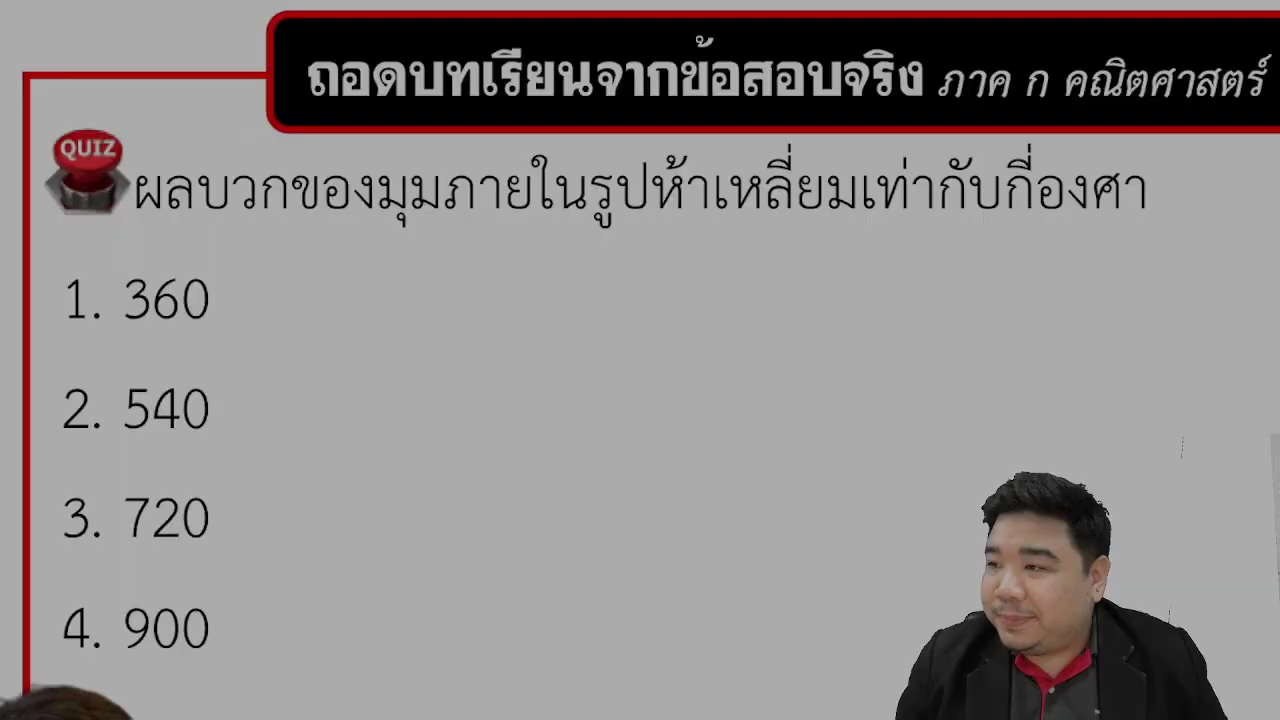 ถอดบทเรียนจากข้อสอบจริง ภาค ก คณิตศาสตร์
QUIZ
ผลบวกของมุมภายในรูปห้าเหลี่ยมเท่ากับกี่องศา
1. 360
2. 540
3. 720
4. 900